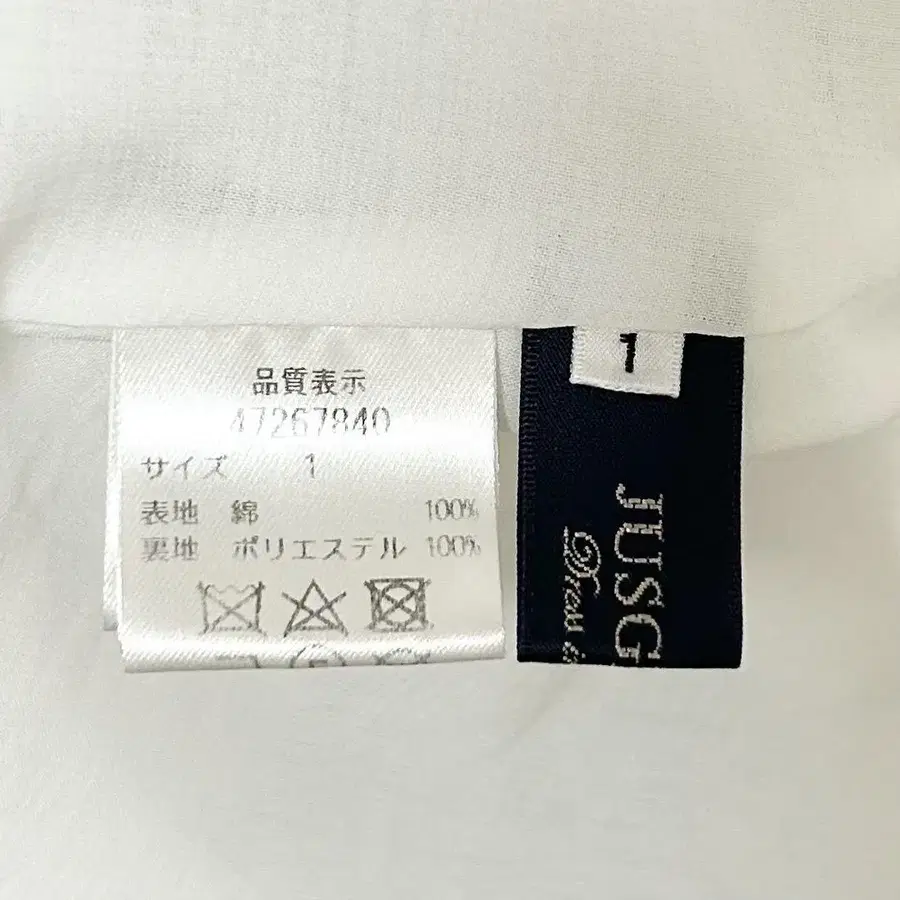 品質表示
47267840
サイズ 1
表地 綿 100%
裏地 ポリエステル 100%
1
JUSG
Dress